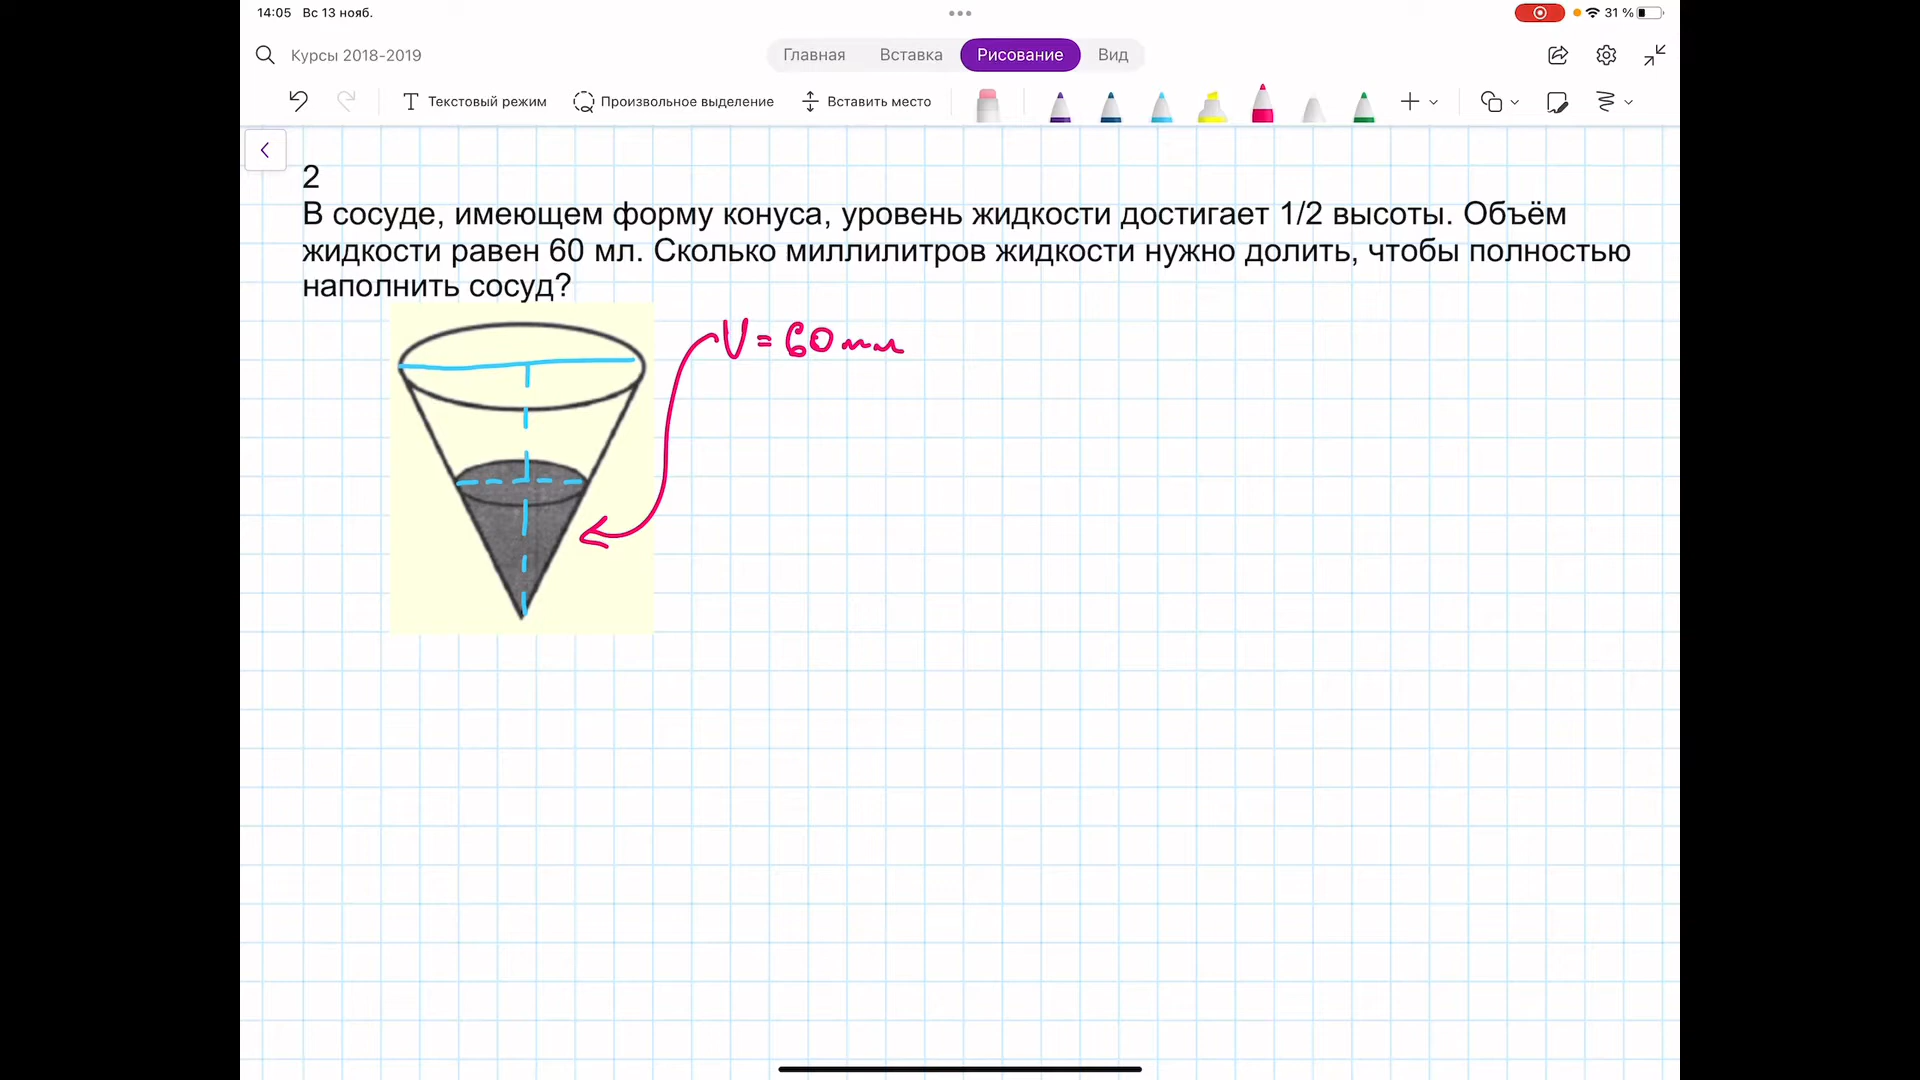 14:05 Вс 13 нояб.
31 %
Курсы 2018-2019
Главная Вставка Рисование Вид
Текстовый режим Произвольное выделение Вставить место
2
В сосуде, имеющем форму конуса, уровень жидкости достигает 1/2 высоты. Объём
жидкости равен 60 мл. Сколько миллилитров жидкости нужно долить, чтобы полностью
наполнить сосуд?
V = 60 мл